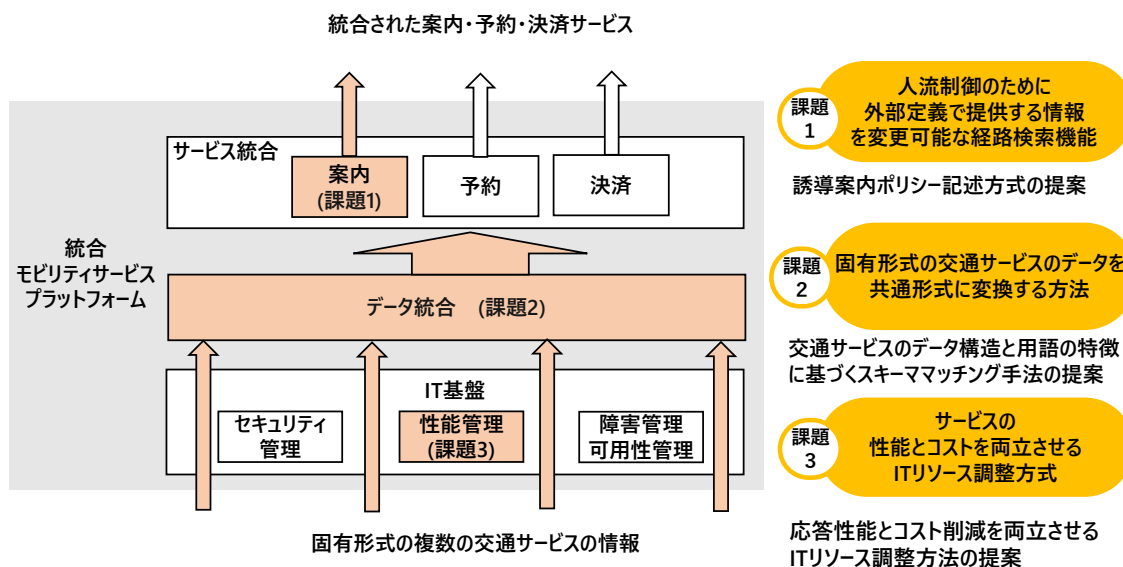 統合された案内・予約・決済サービス
サービス統合
案内
(課題1)
予約
決済
統合
モビリティサービス
プラットフォーム
データ統合 (課題2)
IT基盤
セキュリティ
管理
性能管理
(課題3)
障害管理
可用性管理
固有形式の複数の交通サービスの情報
課題
1
人流制御のために
外部定義で提供する情報
を変更可能な経路検索機能
誘導案内ポリシー記述方式の提案
課題
2
固有形式の交通サービスのデータを
共通形式に変換する方法
交通サービスのデータ構造と用語の特徴
に基づくスキーママッチング手法の提案
課題
3
サービスの
性能とコストを両立させる
ITリソース調整方式
応答性能とコスト削減を両立させる
ITリソース調整方法の提案